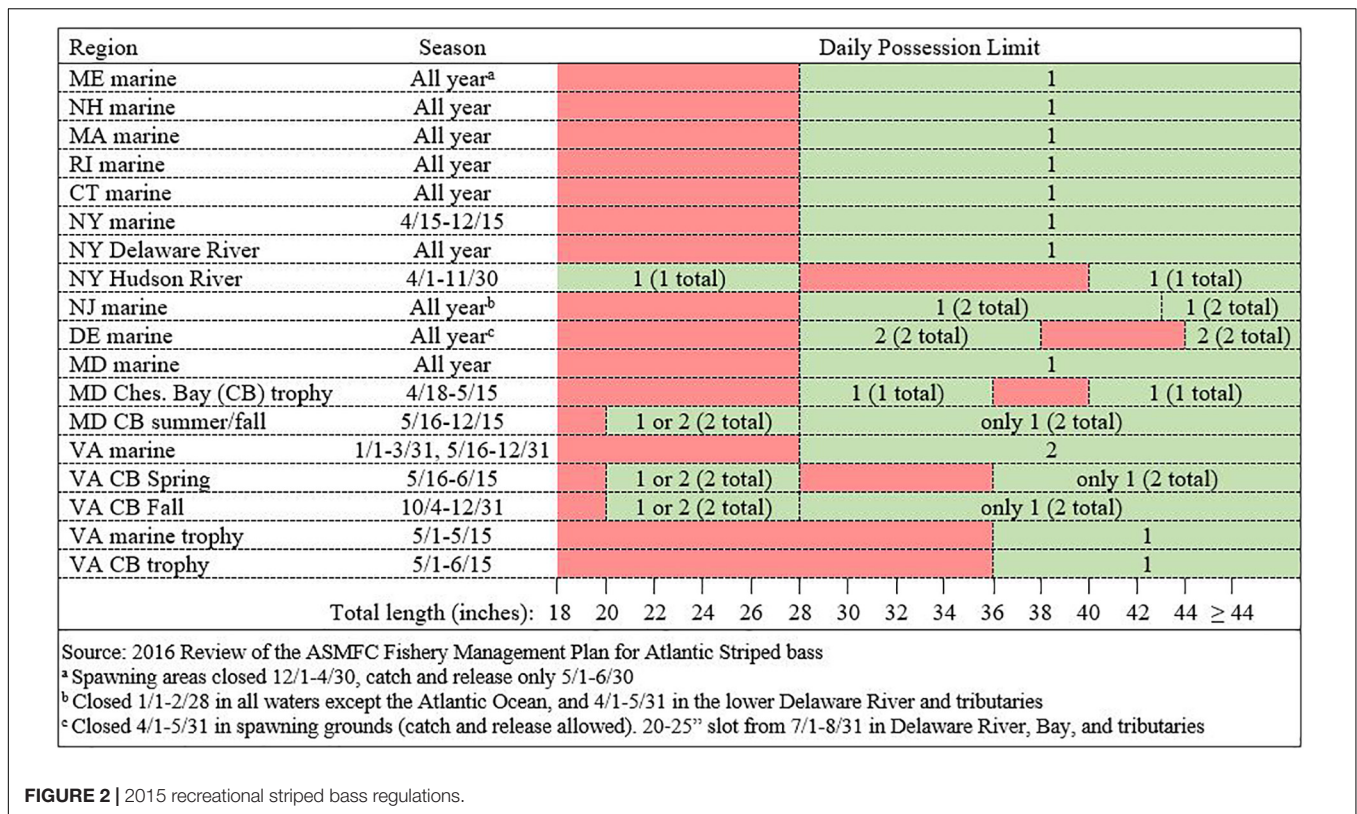 Region Season Daily Possession Limit
ME marine All yearᵃ 1
NH marine All year 1
MA marine All year 1
RI marine All year 1
CT marine All year 1
NY marine 4/15-12/15 1
NY Delaware River All year 1
NY Hudson River 4/1-11/30 1 (1 total) 1 (1 total)
NJ marine All yearᵇ 1 (2 total) 1 (2 total)
DE marine All yearᶜ 2 (2 total) 2 (2 total)
MD marine All year 1
MD Ches. Bay (CB) trophy 4/18-5/15 1 (1 total) 1 (1 total)
MD CB summer/fall 5/16-12/15 1 or 2 (2 total) only 1 (2 total)
VA marine 1/1-3/31, 5/16-12/31 2
VA CB Spring 5/16-6/15 1 or 2 (2 total) only 1 (2 total)
VA CB Fall 10/4-12/31 1 or 2 (2 total) only 1 (2 total)
VA marine trophy 5/1-5/15 1
VA CB trophy 5/1-6/15 1
Total length (inches): 18 20 22 24 26 28 30 32 34 36 38 40 42 44 ≥ 44
Source: 2016 Review of the ASMFC Fishery Management Plan for Atlantic Striped bass
ᵃ Spawning areas closed 12/1-4/30, catch and release only 5/1-6/30
ᵇ Closed 1/1-2/28 in all waters except the Atlantic Ocean, and 4/1-5/31 in the lower Delaware River and tributaries
ᶜ Closed 4/1-5/31 in spawning grounds (catch and release allowed). 20-25” slot from 7/1-8/31 in Delaware River, Bay, and tributaries
FIGURE 2 | 2015 recreational striped bass regulations.